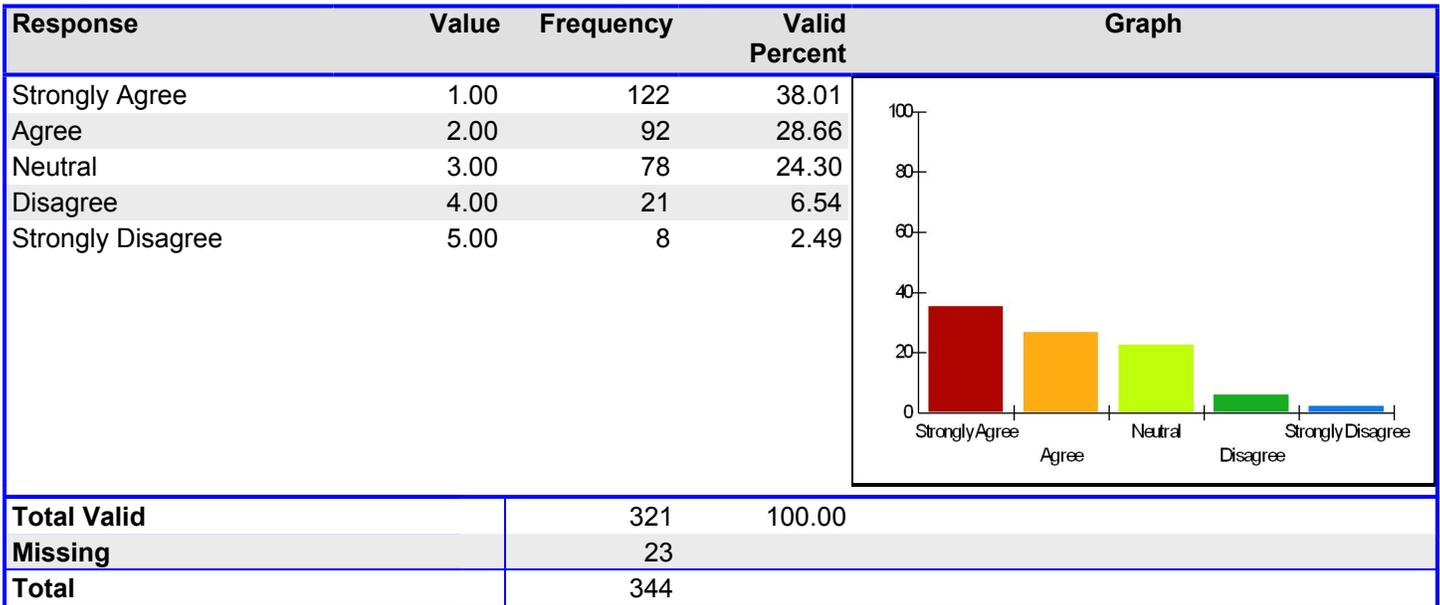 Response Value Frequency Valid Percent Graph
Strongly Agree 1.00 122 38.01
Agree 2.00 92 28.66
Neutral 3.00 78 24.30
Disagree 4.00 21 6.54
Strongly Disagree 5.00 8 2.49
100
80
60
40
20
0
Strongly Agree Neutral Strongly Disagree
Agree Disagree
Total Valid 321 100.00
Missing 23
Total 344